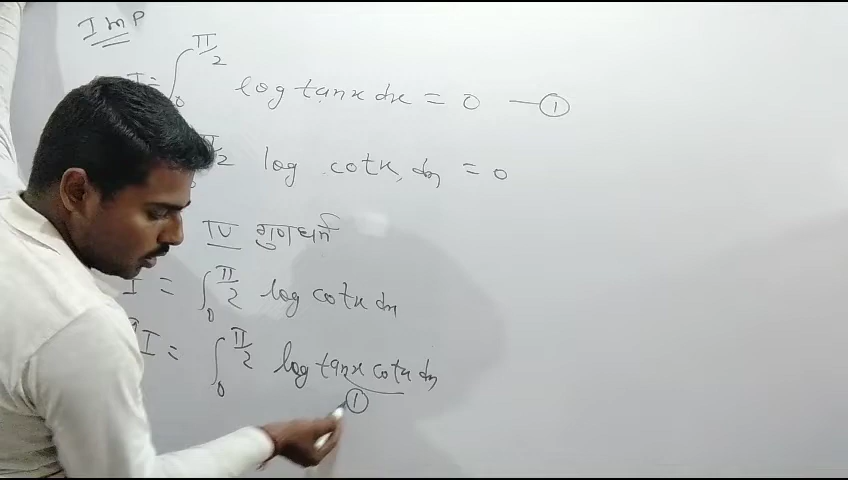 IMP
I = ∫₀^π/2 log tanx dx = 0 —①
π/2 log cotx, dx = 0
IV गुणधर्म
I = ∫₀^π/2 log cotx dx
I = ∫₀^π/2 log tanx cotx dx
①